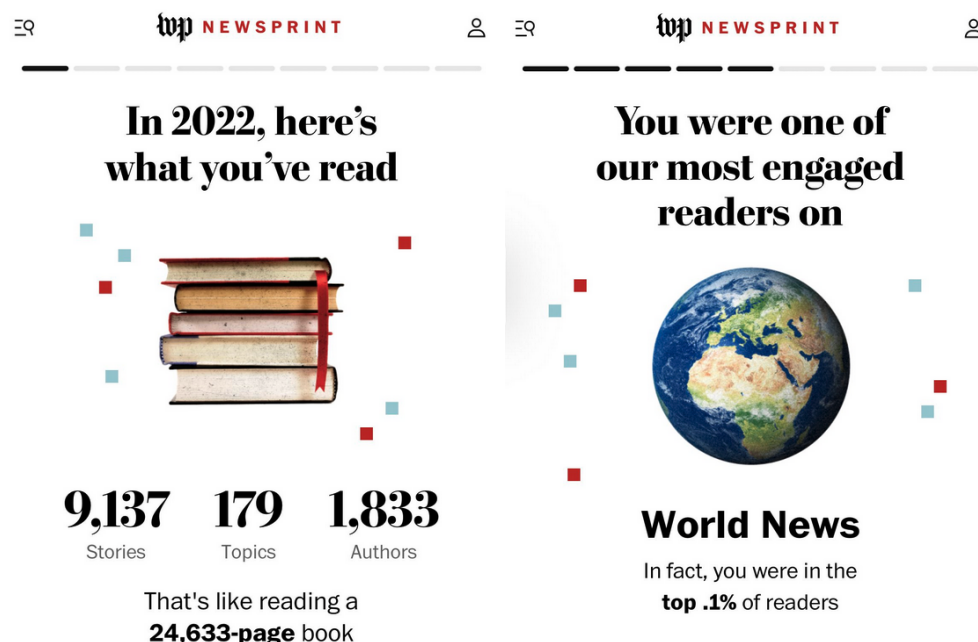 wp NEWSPRINT
In 2022, here's
what you've read
9,137 179 1,833
Stories Topics Authors
That's like reading a
24,633-page book
wp NEWSPRINT
You were one of
our most engaged
readers on
World News
In fact, you were in the
top .1% of readers